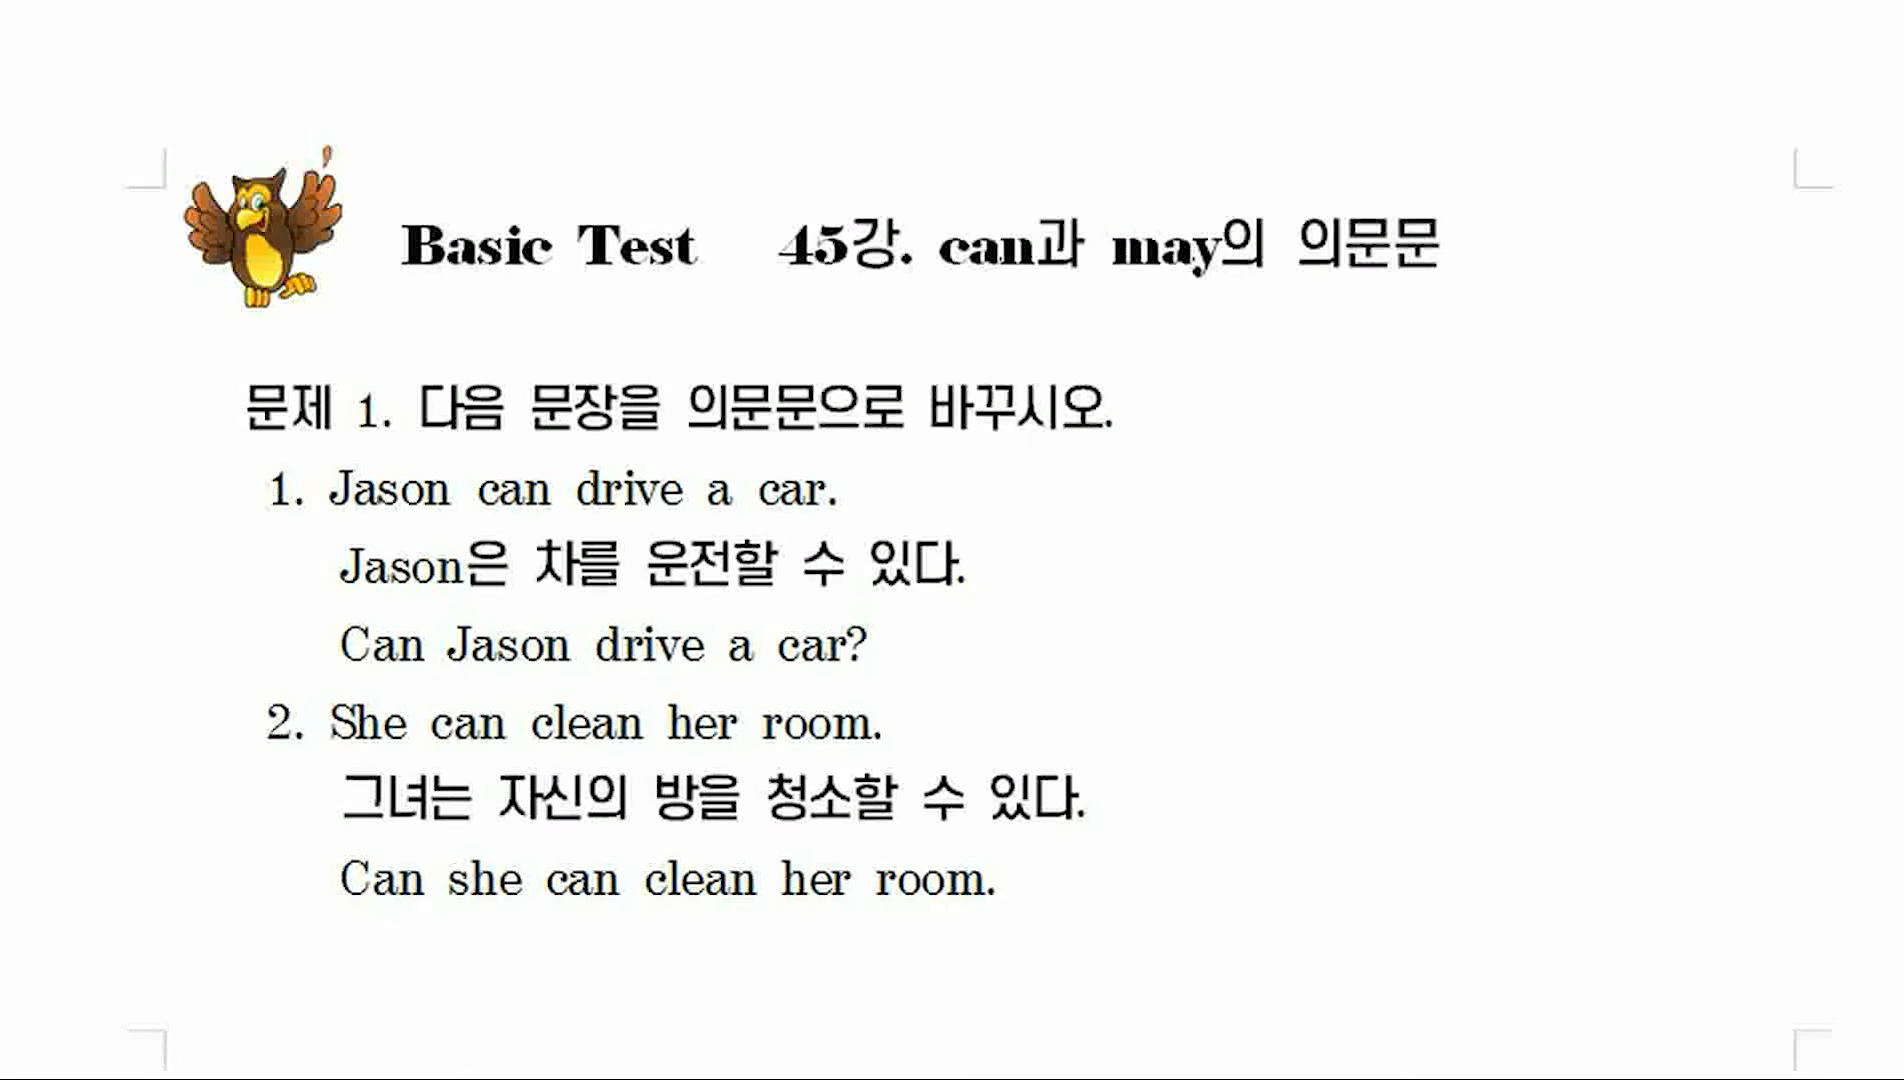 Basic Test 45강. can과 may의 의문문
문제 1. 다음 문장을 의문문으로 바꾸시오.
1. Jason can drive a car.
Jason은 차를 운전할 수 있다.
Can Jason drive a car?
2. She can clean her room.
그녀는 자신의 방을 청소할 수 있다.
Can she can clean her room.